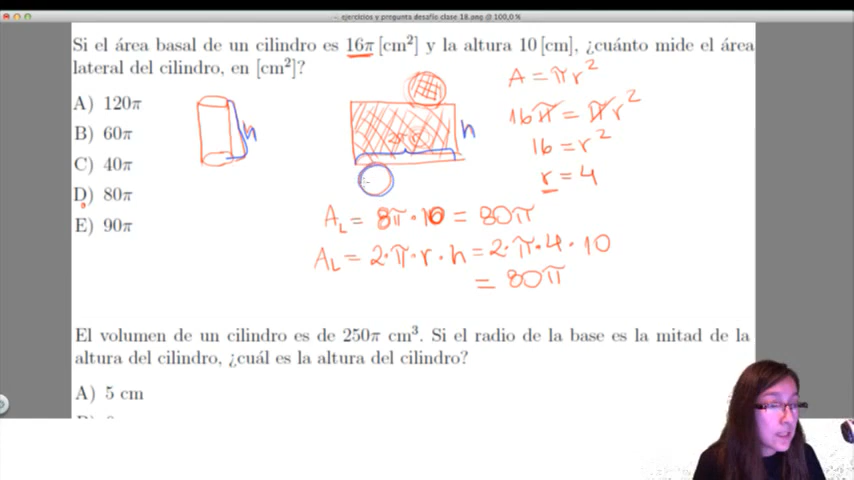 ejercicios y pregunta desafío clase 18.png @ 100,0 %
Si el área basal de un cilindro es 16π [cm²] y la altura 10 [cm], ¿cuánto mide el área
lateral del cilindro, en [cm²]?
A) 120π
B) 60π
C) 40π
D) 80π
E) 90π
h
h
A = πr²
16π = πr²
16 = r²
r = 4
A_L = 8π·10 = 80π
A_L = 2·π·r·h = 2·π·4·10
= 80π
El volumen de un cilindro es de 250π cm³. Si el radio de la base es la mitad de la
altura del cilindro, ¿cuál es la altura del cilindro?
A) 5 cm